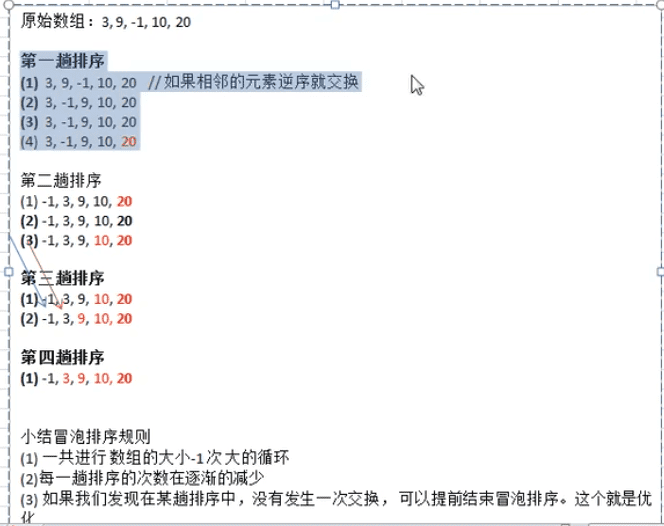 原始数组：3, 9, -1, 10, 20
第一趟排序
(1) 3, 9, -1, 10, 20 // 如果相邻的元素逆序就交换
(2) 3, -1, 9, 10, 20
(3) 3, -1, 9, 10, 20
(4) 3, -1, 9, 10, 20
第二趟排序
(1) -1, 3, 9, 10, 20
(2) -1, 3, 9, 10, 20
(3) -1, 3, 9, 10, 20
第三趟排序
(1) -1, 3, 9, 10, 20
(2) -1, 3, 9, 10, 20
第四趟排序
(1) -1, 3, 9, 10, 20
小结冒泡排序规则
(1) 一共进行 数组的大小-1 次 大的循环
(2)每一趟排序的次数在逐渐的减少
(3) 如果我们发现在某趟排序中，没有发生一次交换， 可以提前结束冒泡排序。这个就是优
化